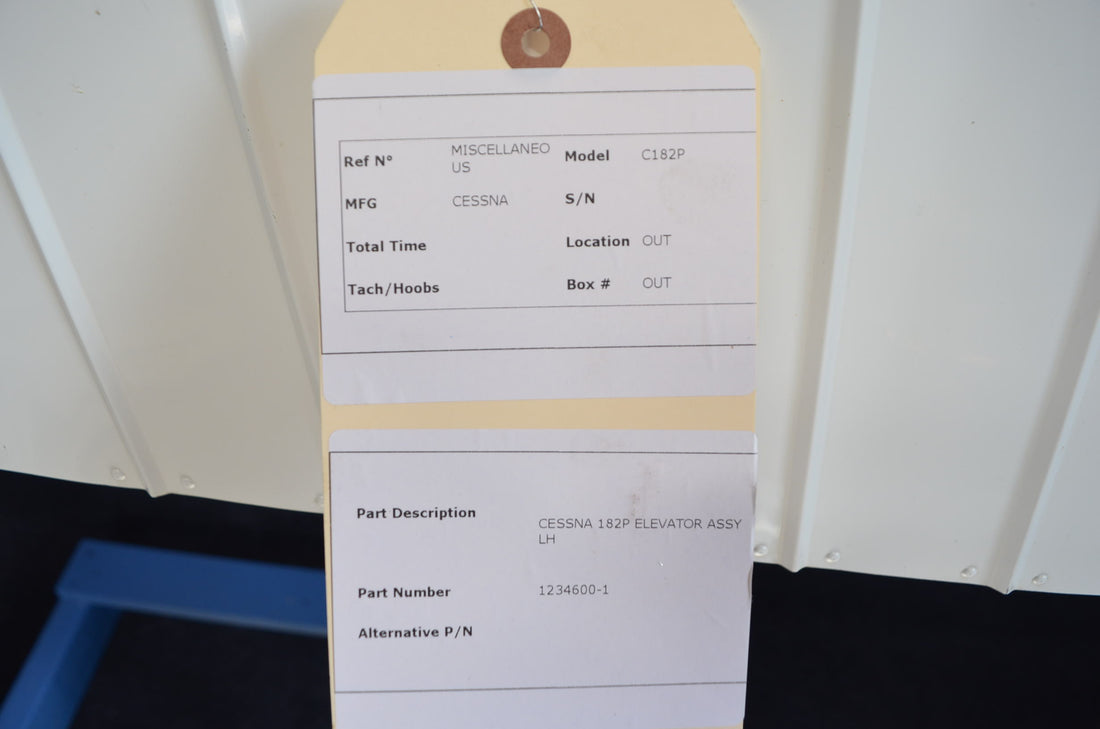 Ref N° MISCELLANEO Model C182P
US
MFG CESSNA S/N
Total Time Location OUT
Tach/Hoobs Box # OUT
Part Description CESSNA 182P ELEVATOR ASSY
LH
Part Number 1234600-1
Alternative P/N